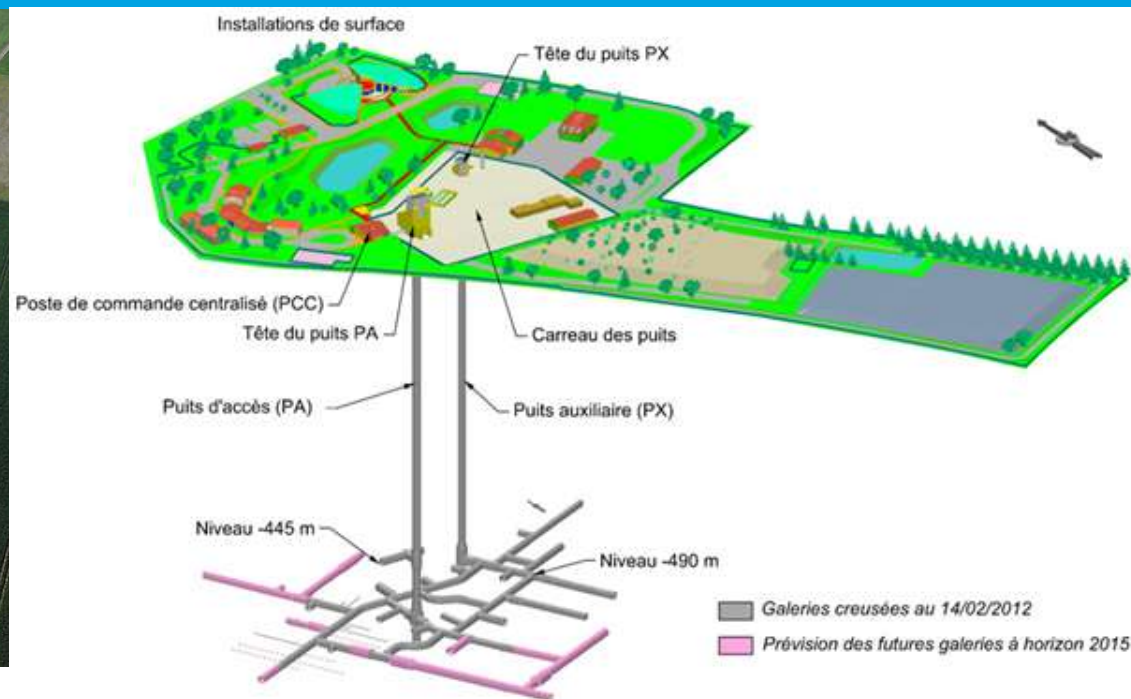 Installations de surface
Tête du puits PX
Poste de commande centralisé (PCC)
Tête du puits PA
Carreau des puits
Puits d'accès (PA)
Puits auxiliaire (PX)
Niveau -445 m
Niveau -490 m
Galeries creusées au 14/02/2012
Prévision des futures galeries à horizon 2015